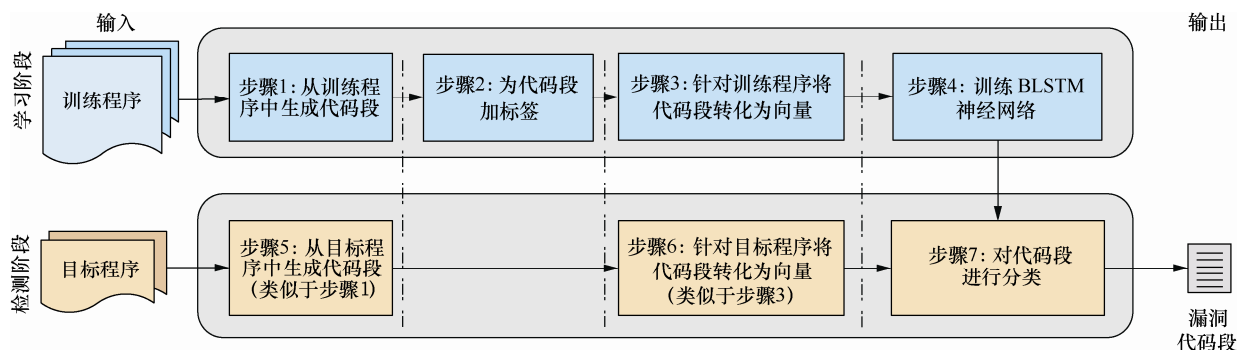 输入
输出
学习阶段
训练程序
步骤1: 从训练程
序中生成代码段
步骤2: 为代码段
加标签
步骤3: 针对训练程序将
代码段转化为向量
步骤4: 训练 BLSTM
神经网络
检测阶段
目标程序
步骤5: 从目标程
序中生成代码段
(类似于步骤1)
步骤6: 针对目标程序将
代码段转化为向量
(类似于步骤3)
步骤7: 对代码段
进行分类
漏洞
代码段